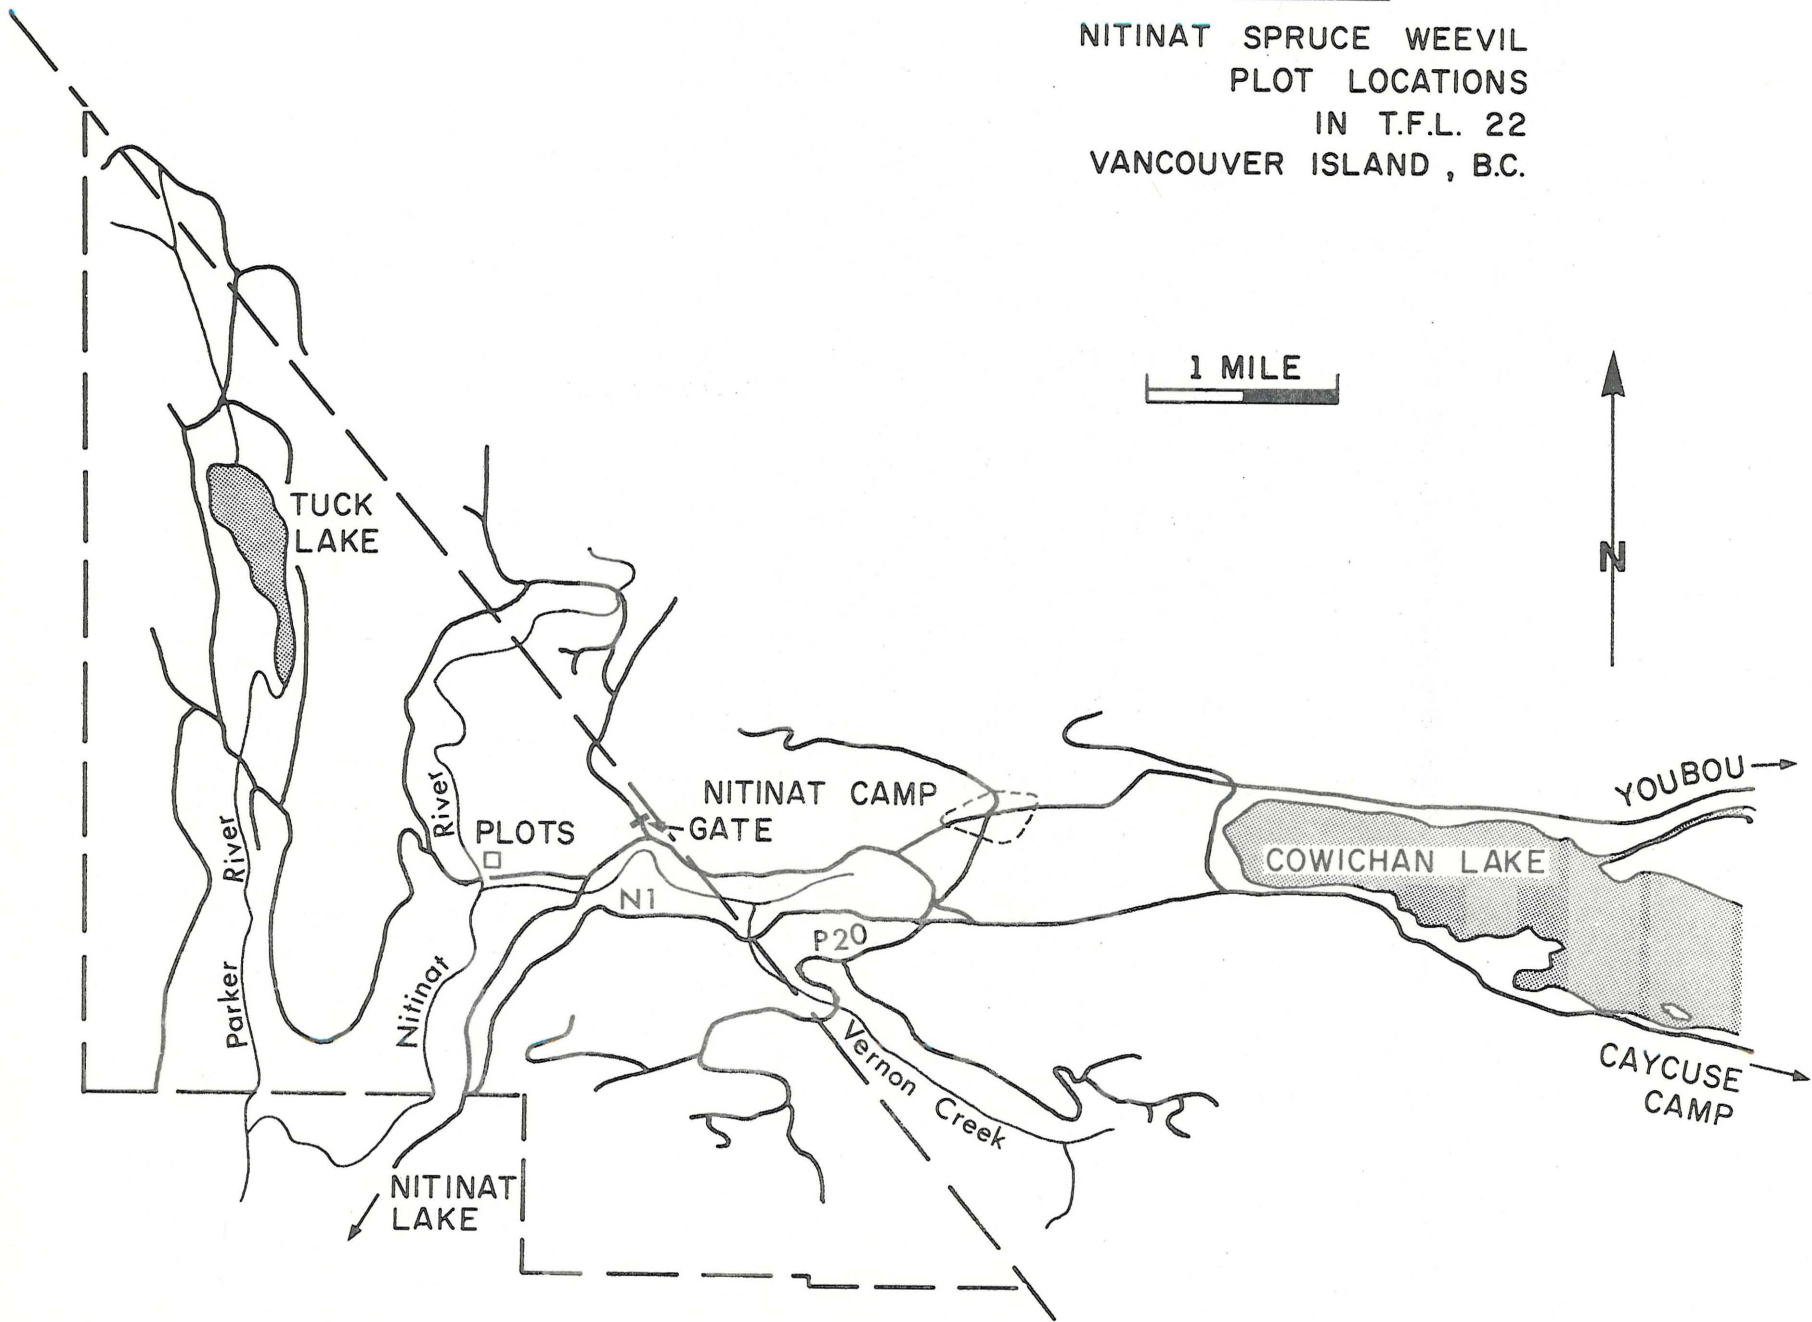 NITINAT SPRUCE WEEVIL
PLOT LOCATIONS
IN T.F.L. 22
VANCOUVER ISLAND , B.C.
1 MILE
N
TUCK
LAKE
River
PLOTS
NITINAT CAMP
GATE
YOUBOU
COWICHAN LAKE
N1
P20
Parker River
Nitinat
Vernon Creek
CAYCUSE
CAMP
NITINAT
LAKE